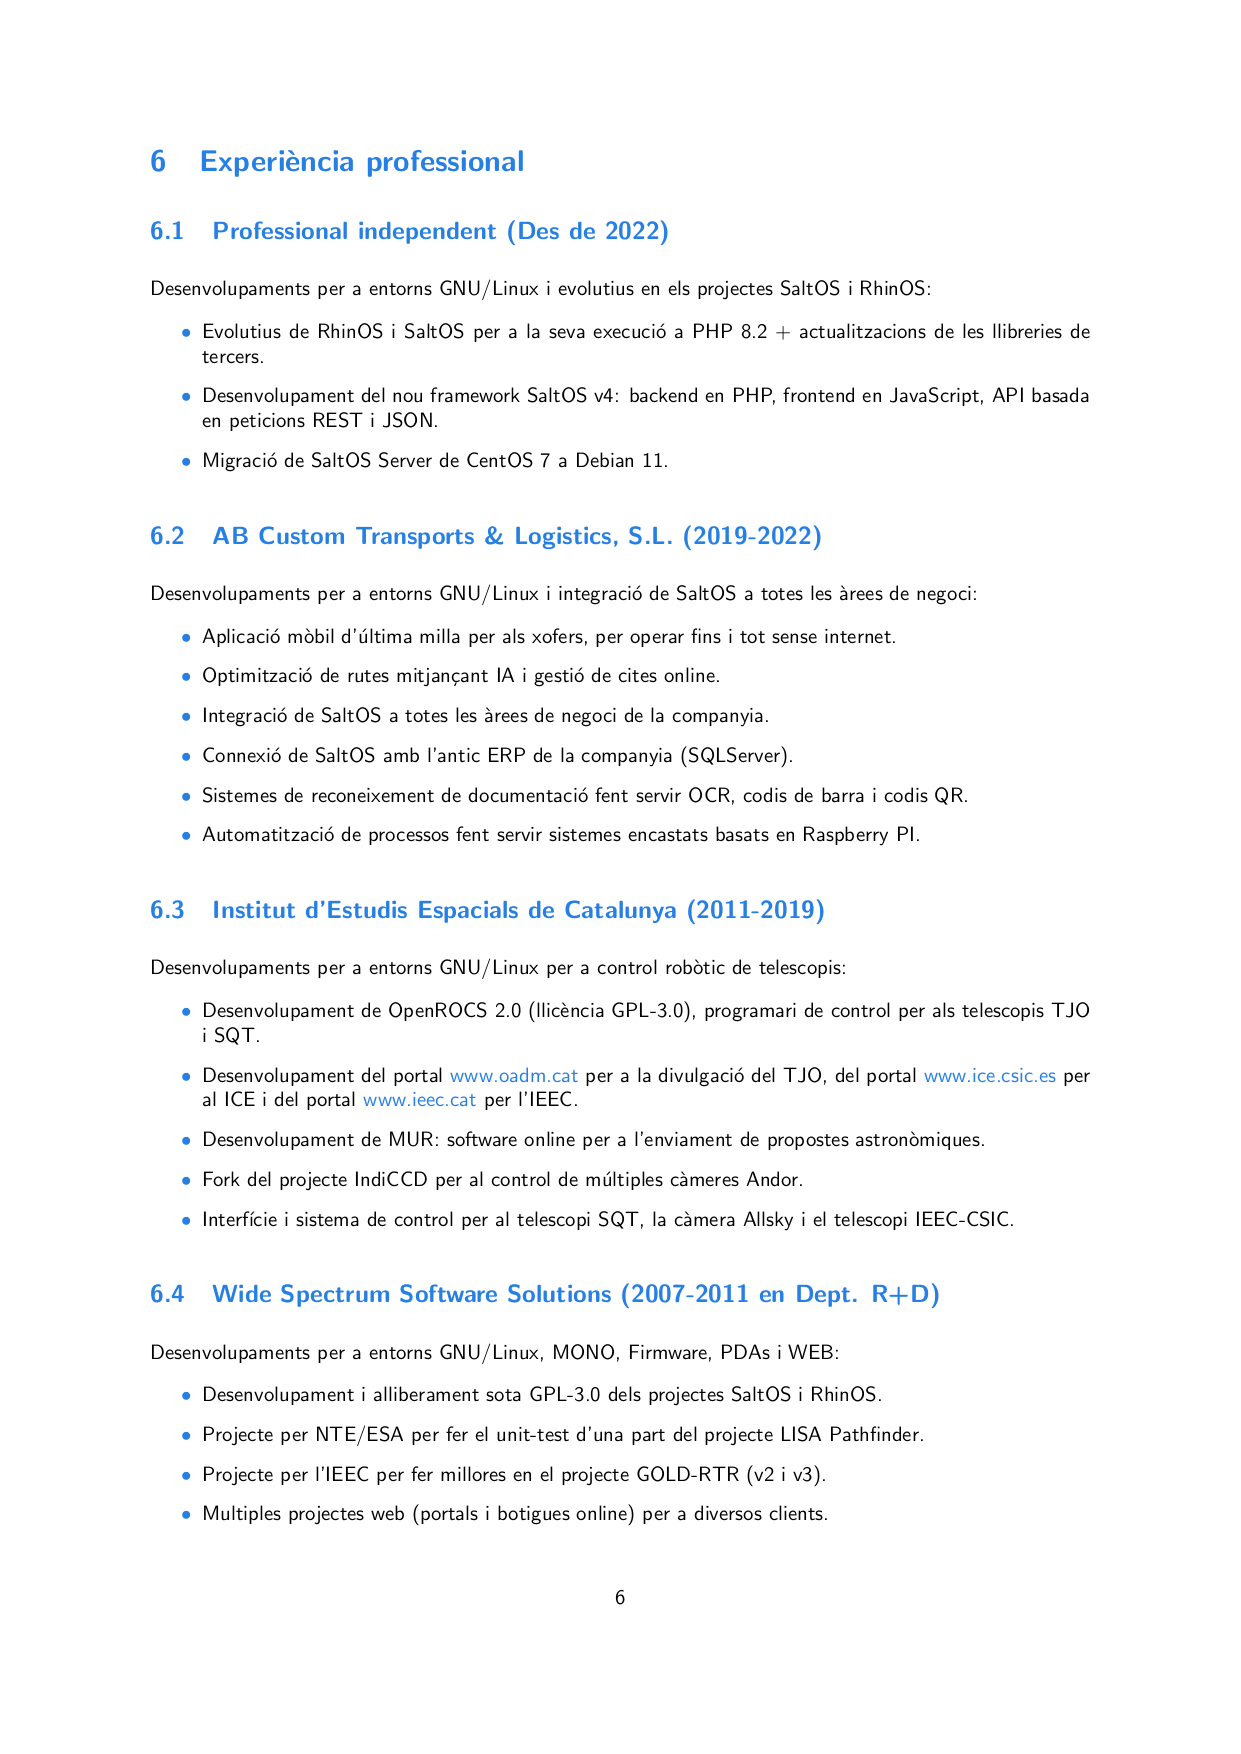 6 Experiència professional
6.1 Professional independent (Des de 2022)
Desenvolupaments per a entorns GNU/Linux i evolutius en els projectes SaltOS i RhinOS:
• Evolutius de RhinOS i SaltOS per a la seva execució a PHP 8.2 + actualitzacions de les llibreries de
tercers.
• Desenvolupament del nou framework SaltOS v4: backend en PHP, frontend en JavaScript, API basada
en peticions REST i JSON.
• Migració de SaltOS Server de CentOS 7 a Debian 11.
6.2 AB Custom Transports & Logistics, S.L. (2019-2022)
Desenvolupaments per a entorns GNU/Linux i integració de SaltOS a totes les àrees de negoci:
• Aplicació mòbil d'última milla per als xofers, per operar fins i tot sense internet.
• Optimització de rutes mitjançant IA i gestió de cites online.
• Integració de SaltOS a totes les àrees de negoci de la companyia.
• Connexió de SaltOS amb l'antic ERP de la companyia (SQLServer).
• Sistemes de reconeixement de documentació fent servir OCR, codis de barra i codis QR.
• Automatització de processos fent servir sistemes encastats basats en Raspberry PI.
6.3 Institut d'Estudis Espacials de Catalunya (2011-2019)
Desenvolupaments per a entorns GNU/Linux per a control robòtic de telescopis:
• Desenvolupament de OpenROCS 2.0 (llicència GPL-3.0), programari de control per als telescopis TJO
i SQT.
• Desenvolupament del portal www.oadm.cat per a la divulgació del TJO, del portal www.ice.csic.es per
al ICE i del portal www.ieec.cat per l'IEEC.
• Desenvolupament de MUR: software online per a l'enviament de propostes astronòmiques.
• Fork del projecte IndiCCD per al control de múltiples càmeres Andor.
• Interfície i sistema de control per al telescopi SQT, la càmera Allsky i el telescopi IEEC-CSIC.
6.4 Wide Spectrum Software Solutions (2007-2011 en Dept. R+D)
Desenvolupaments per a entorns GNU/Linux, MONO, Firmware, PDAs i WEB:
• Desenvolupament i alliberament sota GPL-3.0 dels projectes SaltOS i RhinOS.
• Projecte per NTE/ESA per fer el unit-test d'una part del projecte LISA Pathfinder.
• Projecte per l'IEEC per fer millores en el projecte GOLD-RTR (v2 i v3).
• Multiples projectes web (portals i botigues online) per a diversos clients.
6